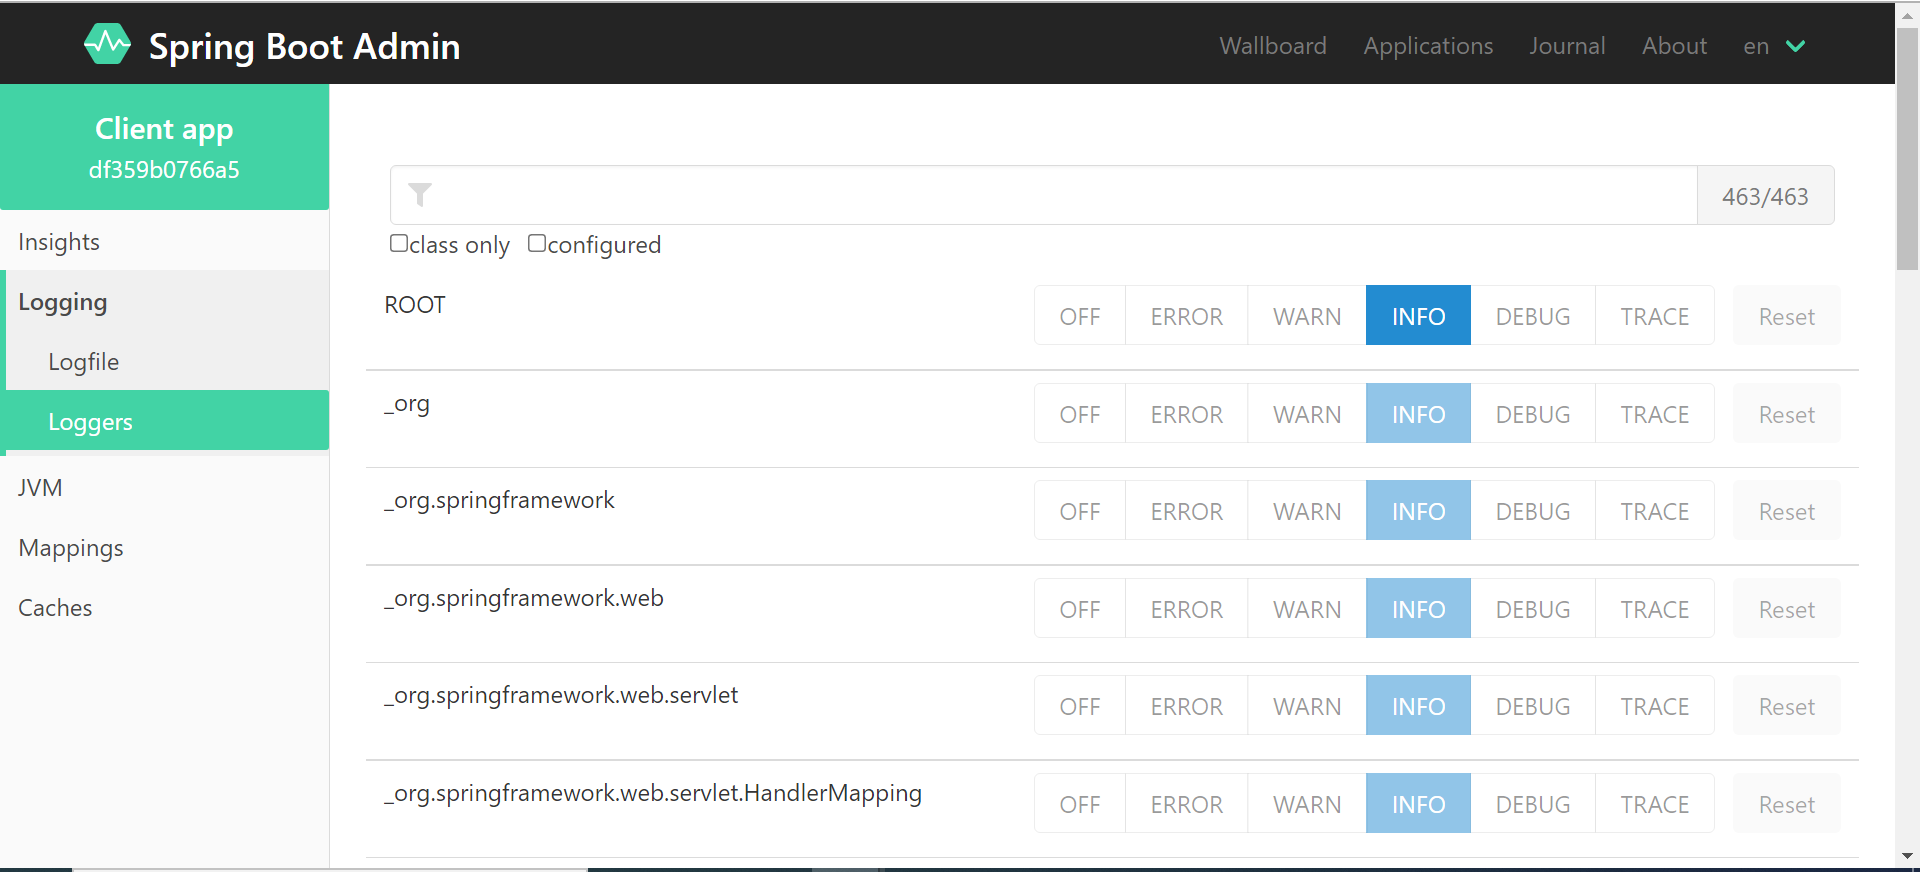 Spring Boot Admin
Wallboard Applications Journal About en
Client app
df359b0766a5
Insights
Logging
Logfile
Loggers
JVM
Mappings
Caches
463/463
class only configured
ROOT OFF ERROR WARN INFO DEBUG TRACE Reset
_org OFF ERROR WARN INFO DEBUG TRACE Reset
_org.springframework OFF ERROR WARN INFO DEBUG TRACE Reset
_org.springframework.web OFF ERROR WARN INFO DEBUG TRACE Reset
_org.springframework.web.servlet OFF ERROR WARN INFO DEBUG TRACE Reset
_org.springframework.web.servlet.HandlerMapping OFF ERROR WARN INFO DEBUG TRACE Reset